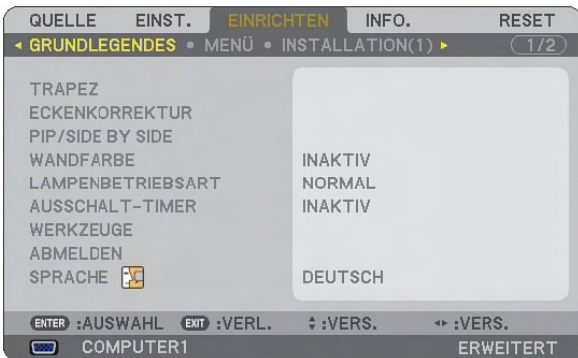 QUELLE EINST. EINRICHTEN INFO. RESET
GRUNDLEGENDES • MENÜ • INSTALLATION(1) 1/2
TRAPEZ
ECKENKORREKTUR
PIP/SIDE BY SIDE
WANDFARBE INAKTIV
LAMPENBETRIEBSART NORMAL
AUSSCHALT-TIMER INAKTIV
WERKZEUGE
ABMELDEN
SPRACHE DEUTSCH
ENTER :AUSWAHL EXIT :VERL. :VERS. :VERS.
COMPUTER1 ERWEITERT